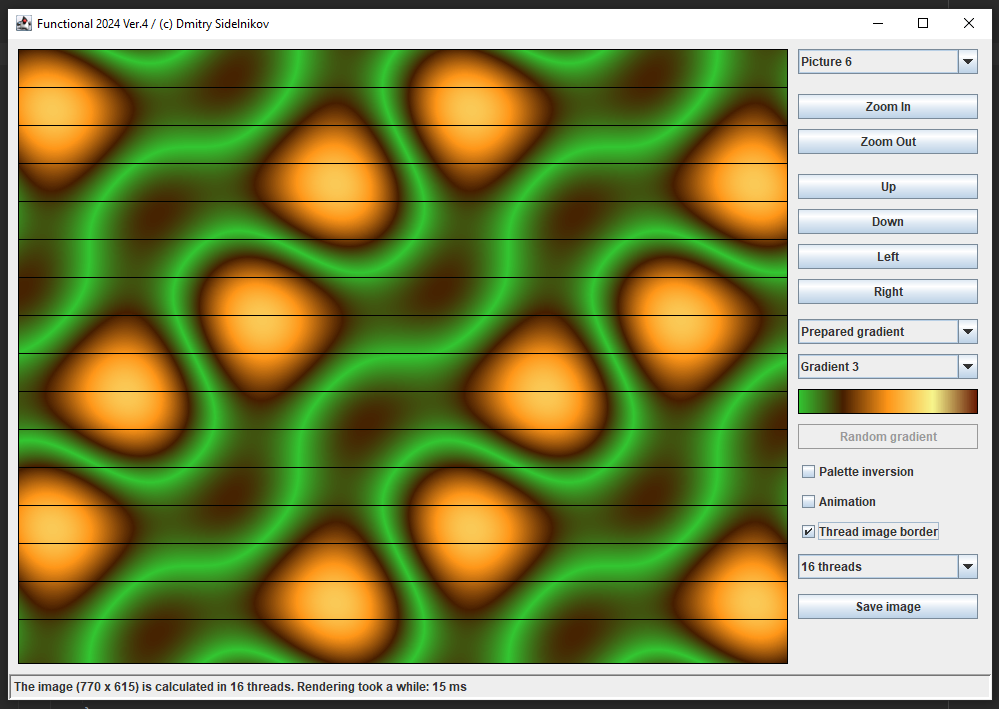 Functional 2024 Ver.4 / (c) Dmitry Sidelnikov
Picture 6
Zoom In
Zoom Out
Up
Down
Left
Right
Prepared gradient
Gradient 3
Random gradient
Palette inversion
Animation
Thread image border
16 threads
Save image
The image (770 x 615) is calculated in 16 threads. Rendering took a while: 15 ms